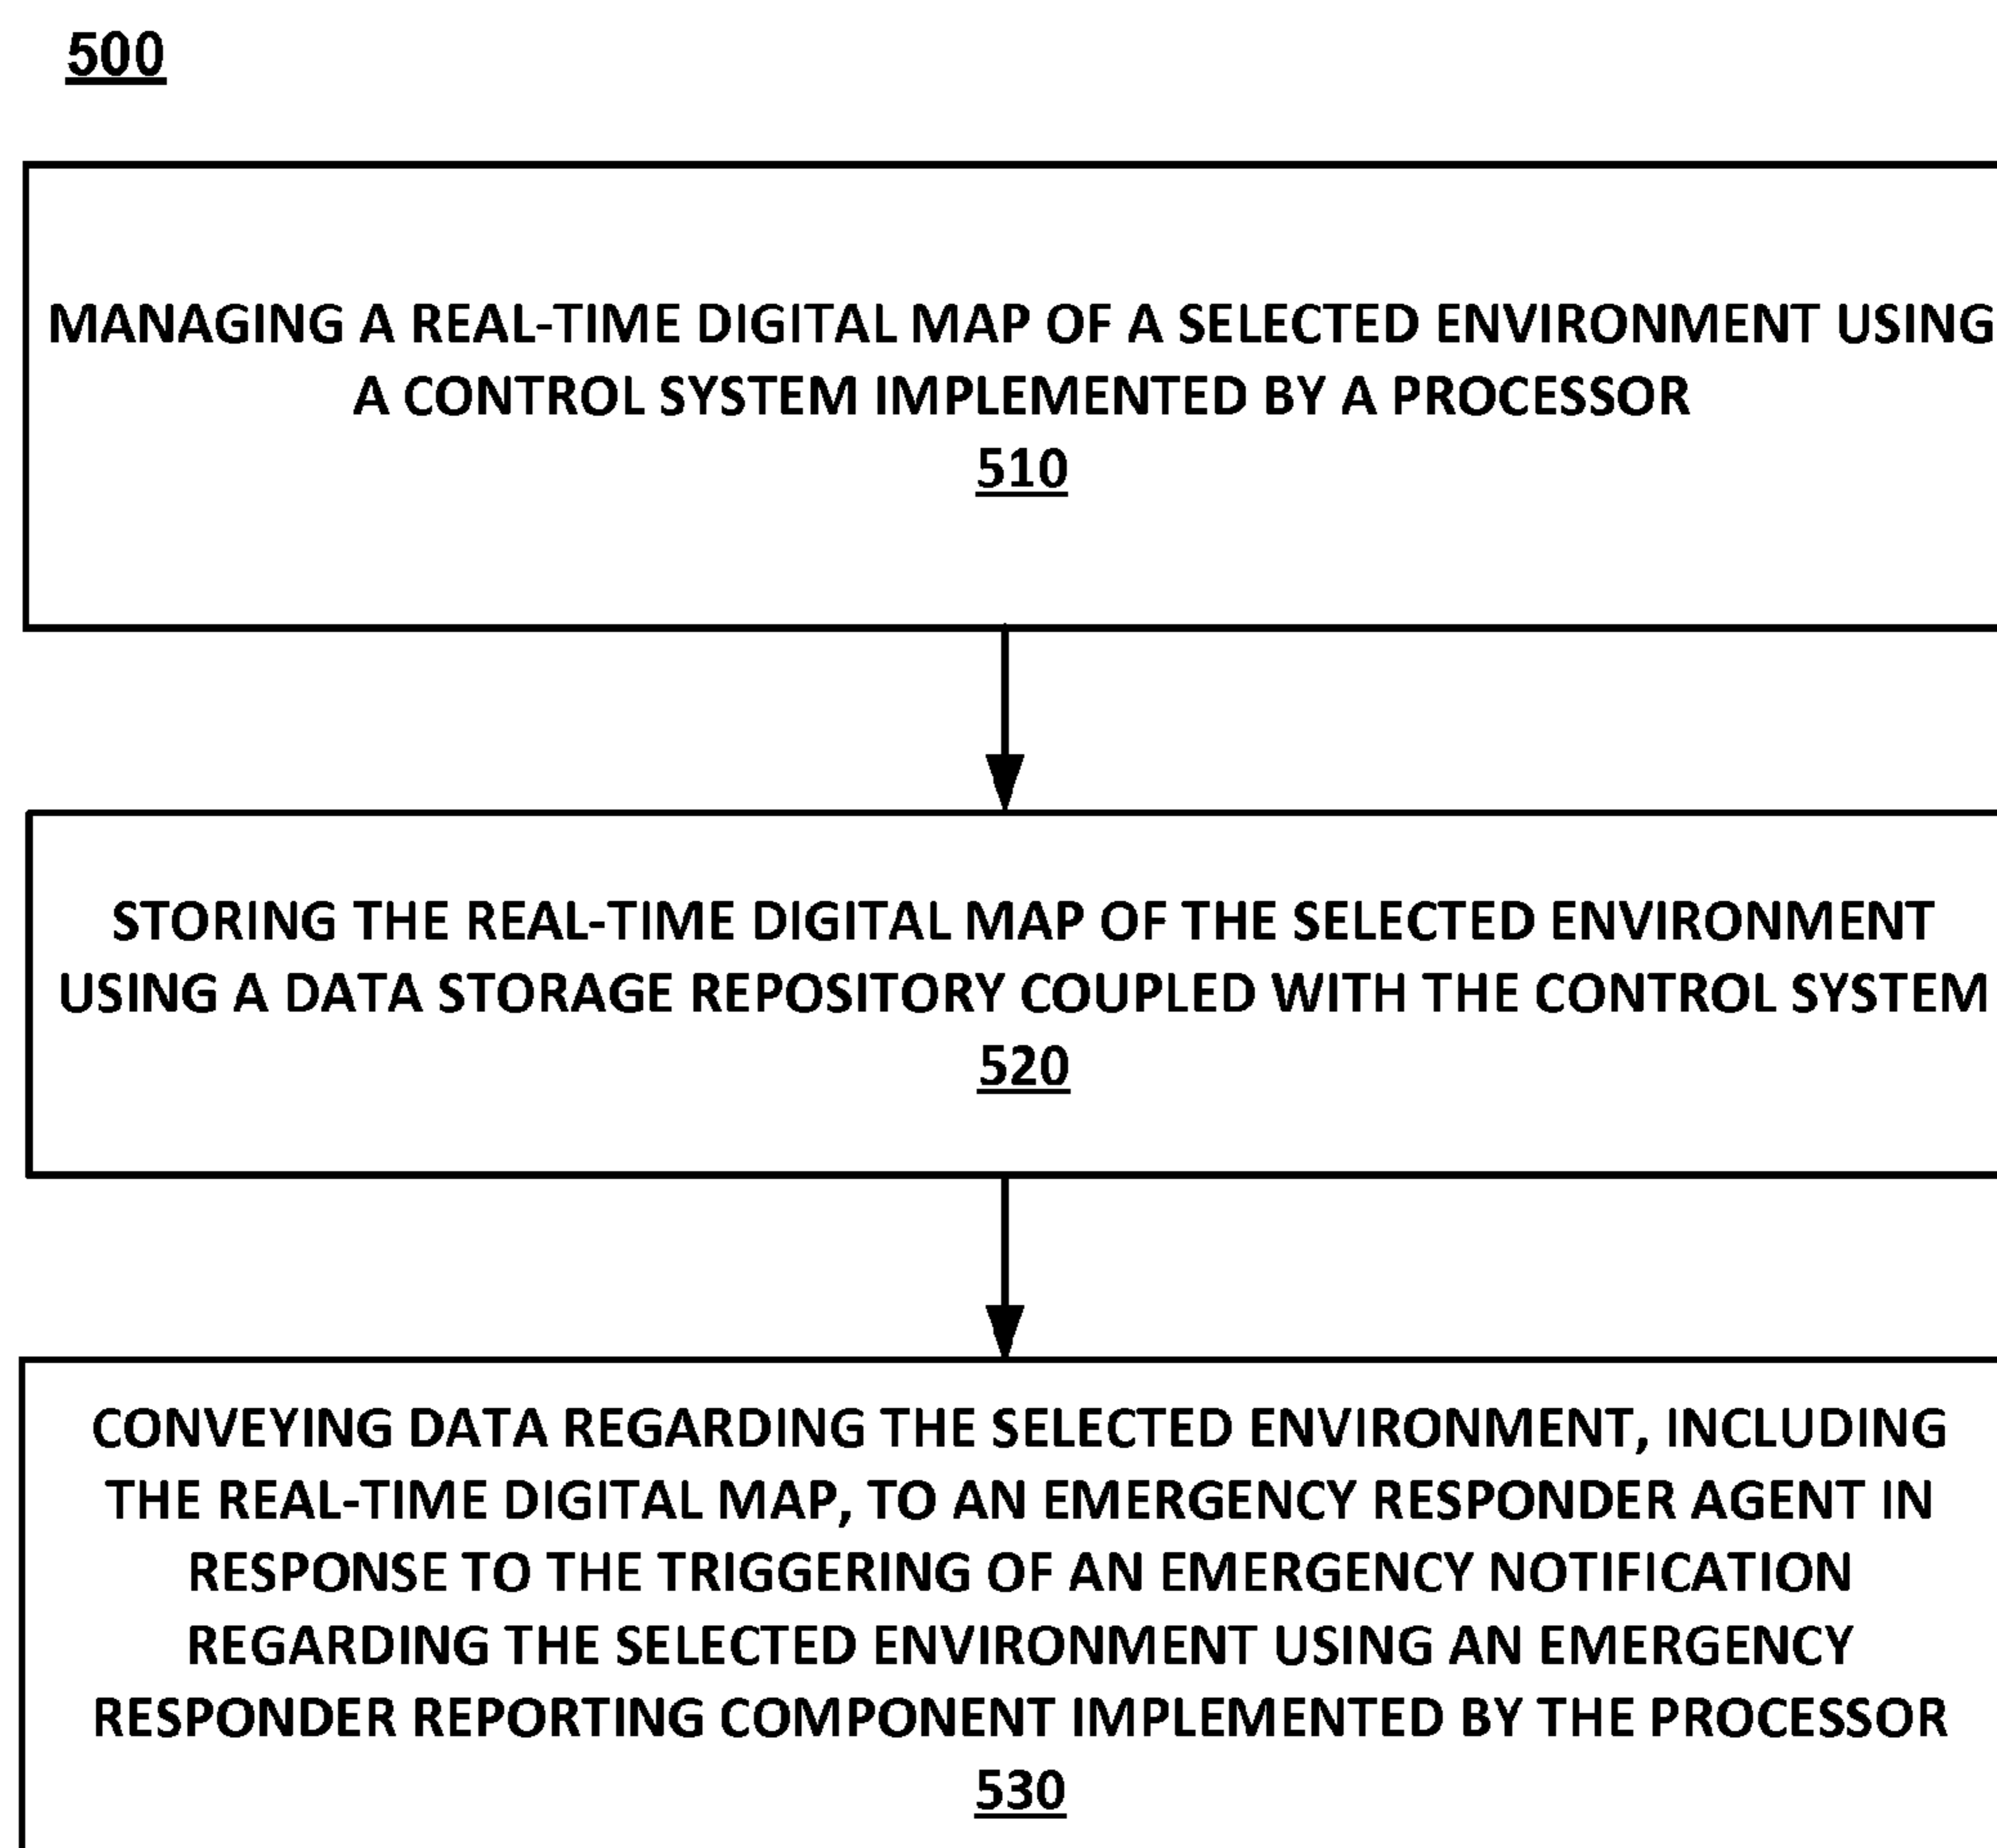 500
MANAGING A REAL-TIME DIGITAL MAP OF A SELECTED ENVIRONMENT USING
A CONTROL SYSTEM IMPLEMENTED BY A PROCESSOR
510
STORING THE REAL-TIME DIGITAL MAP OF THE SELECTED ENVIRONMENT
USING A DATA STORAGE REPOSITORY COUPLED WITH THE CONTROL SYSTEM
520
CONVEYING DATA REGARDING THE SELECTED ENVIRONMENT, INCLUDING
THE REAL-TIME DIGITAL MAP, TO AN EMERGENCY RESPONDER AGENT IN
RESPONSE TO THE TRIGGERING OF AN EMERGENCY NOTIFICATION
REGARDING THE SELECTED ENVIRONMENT USING AN EMERGENCY
RESPONDER REPORTING COMPONENT IMPLEMENTED BY THE PROCESSOR
530